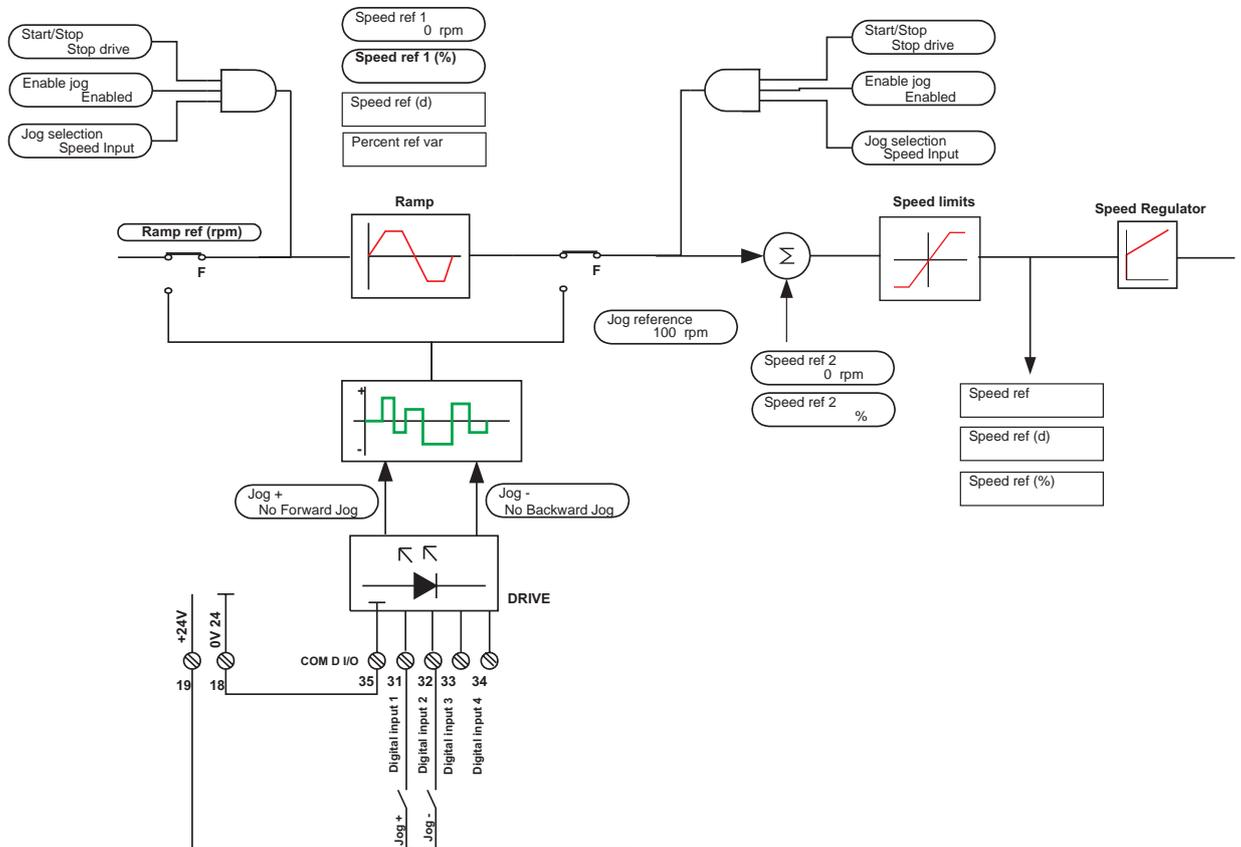 Start/Stop
Stop drive
Enable jog
Enabled
Jog selection
Speed Input
Speed ref 1
0 rpm
Speed ref 1 (%)
Speed ref (d)
Percent ref var
Start/Stop
Stop drive
Enable jog
Enabled
Jog selection
Speed Input
Ramp ref (rpm)
F
Ramp
F
Σ
Speed limits
Speed Regulator
Jog reference
100 rpm
Speed ref 2
0 rpm
Speed ref 2
%
Speed ref
Speed ref (d)
Speed ref (%)
+
-
Jog +
No Forward Jog
Jog -
No Backward Jog
DRIVE
+24V
0V 24
COM D I/O
19
18
35
31
32
33
34
Digital input 1
Digital input 2
Digital input 3
Digital input 4
Jog +
Jog -